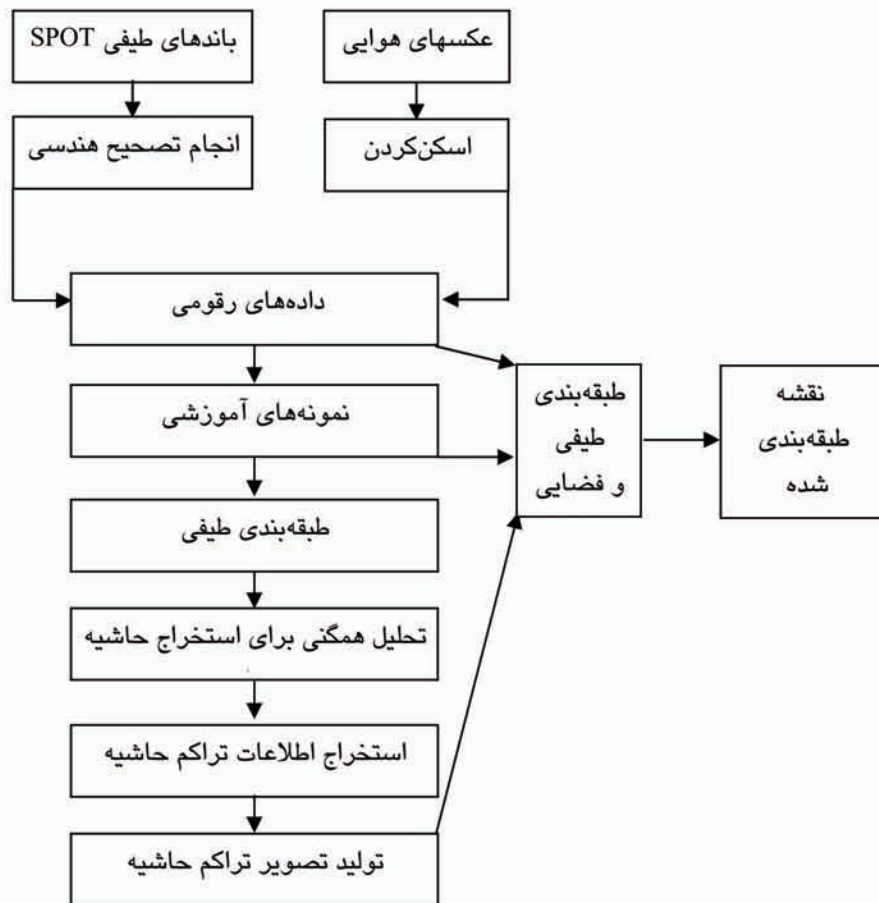 باندهای طیفی SPOT
عکسهای هوایی
انجام تصحیح هندسی
اسکن‌کردن
داده‌های رقومی
نمونه‌های آموزشی
طبقه‌بندی
طیفی
و فضایی
نقشه
طبقه‌بندی
شده
طبقه‌بندی طیفی
تحلیل همگنی برای استخراج حاشیه
استخراج اطلاعات تراکم حاشیه
تولید تصویر تراکم حاشیه